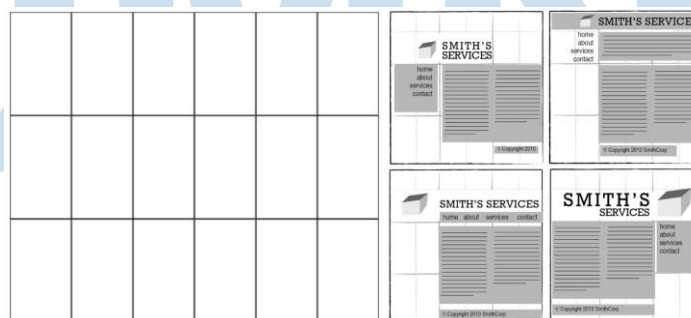 SMITH'S
SERVICES
home
about
services
contact
© Copyright 2010
SMITH'S SERVICE
home
about
services
contact
© Copyright 2010 SmithCorp
SMITH'S SERVICES
home about services contact
© Copyright 2010 SmithCorp
SMITH'S
SERVICES
home
about
services
contact
© Copyright 2010 SmithCorp